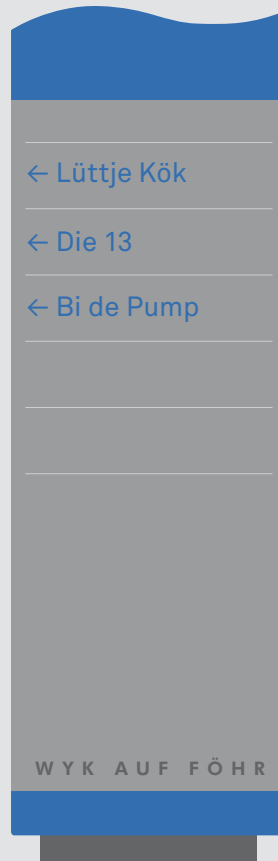 ← Lüttje Kök
← Die 13
← Bi de Pump
WYK AUF FÖHR